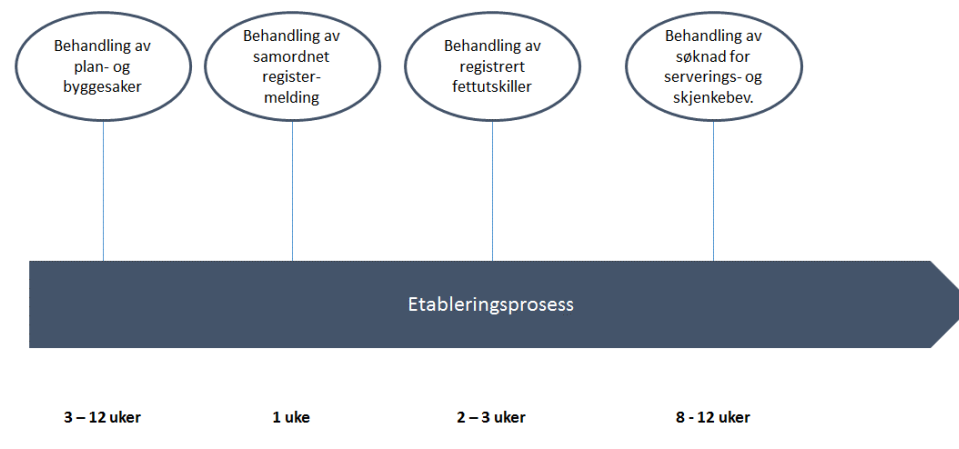 Behandling av
plan- og
byggesaker
Behandling av
samordnet
register-
melding
Behandling av
registrert
fettutskiller
Behandling av
søknad for
serverings- og
skjenkebev.
Etableringsprosess
3 – 12 uker
1 uke
2 – 3 uker
8 - 12 uker